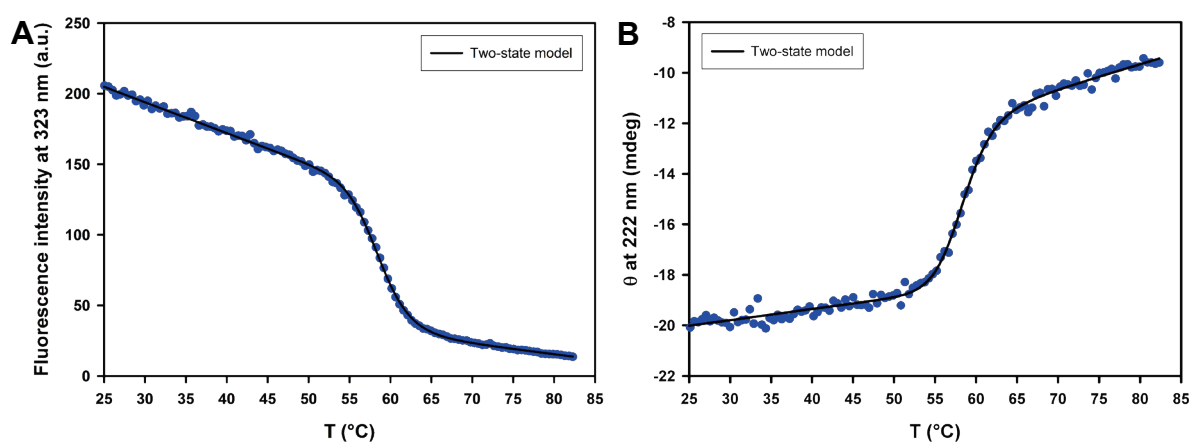 A
Fluorescence intensity at 323 nm (a.u.)
250
200
150
100
50
0
Two-state model
25 30 35 40 45 50 55 60 65 70 75 80 85
T (°C)
B
θ at 222 nm (mdeg)
-8
-10
-12
-14
-16
-18
-20
-22
Two-state model
25 30 35 40 45 50 55 60 65 70 75 80 85
T (°C)